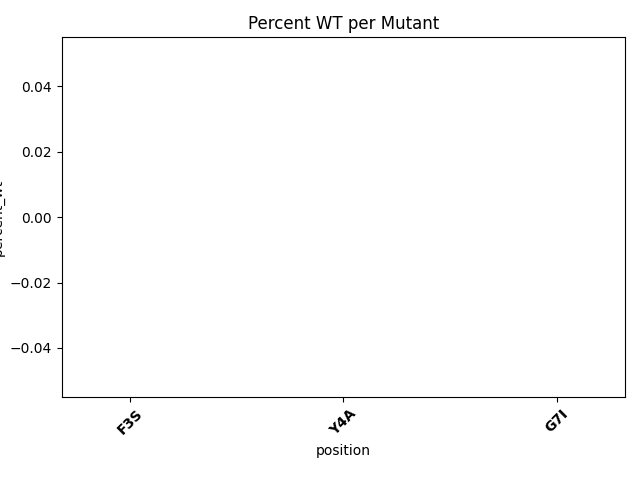 Percent WT per Mutant
0.04
0.02
0.00
−0.02
−0.04
percent_wt
F3S
Y4A
G7I
position